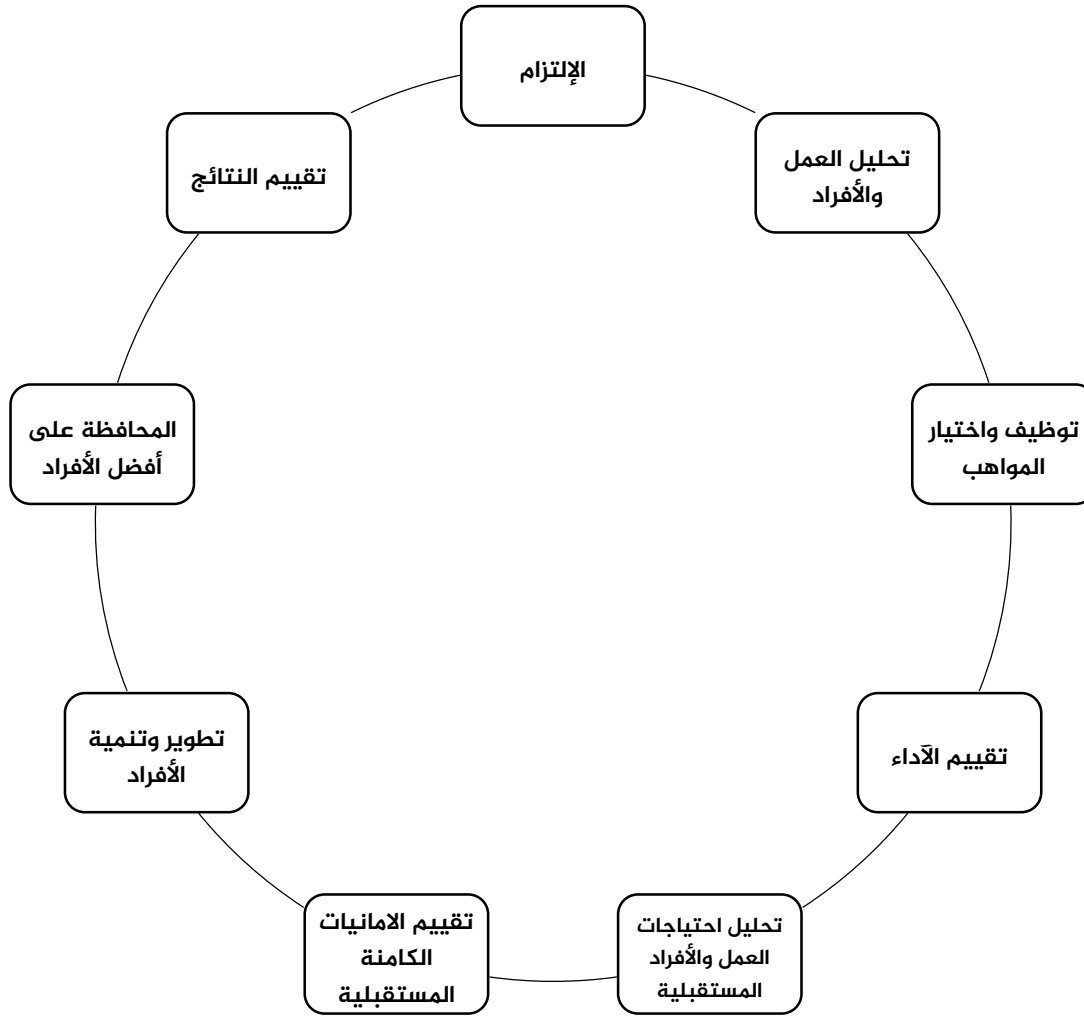 الإلتزام
تحليل العمل
والأفراد
توظيف واختيار
المواهب
تقييم الآداء
تحليل احتياجات
العمل والأفراد
المستقبلية
تقييم الامانيات
الكامنة
المستقبلية
تطوير وتنمية
الأفراد
المحافظة على
أفضل الأفراد
تقييم النتائج